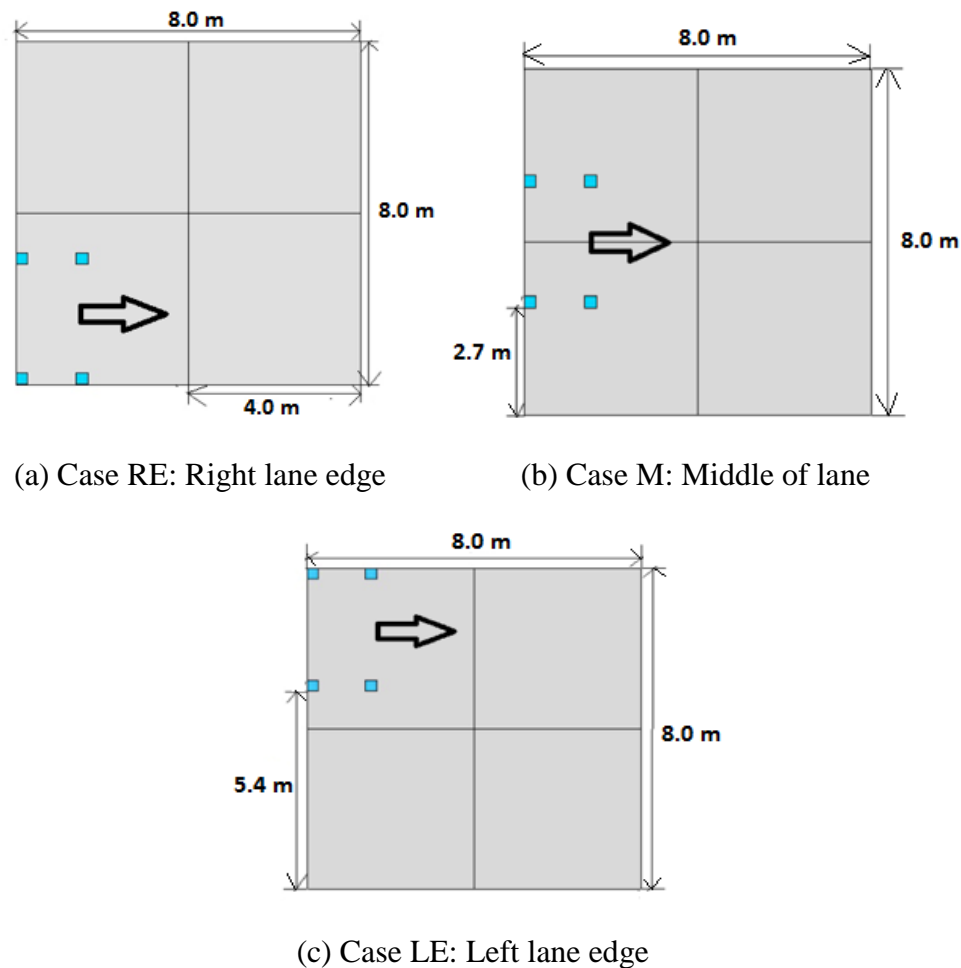 8.0 m
8.0 m
4.0 m
(a) Case RE: Right lane edge
8.0 m
8.0 m
2.7 m
(b) Case M: Middle of lane
8.0 m
8.0 m
5.4 m
(c) Case LE: Left lane edge